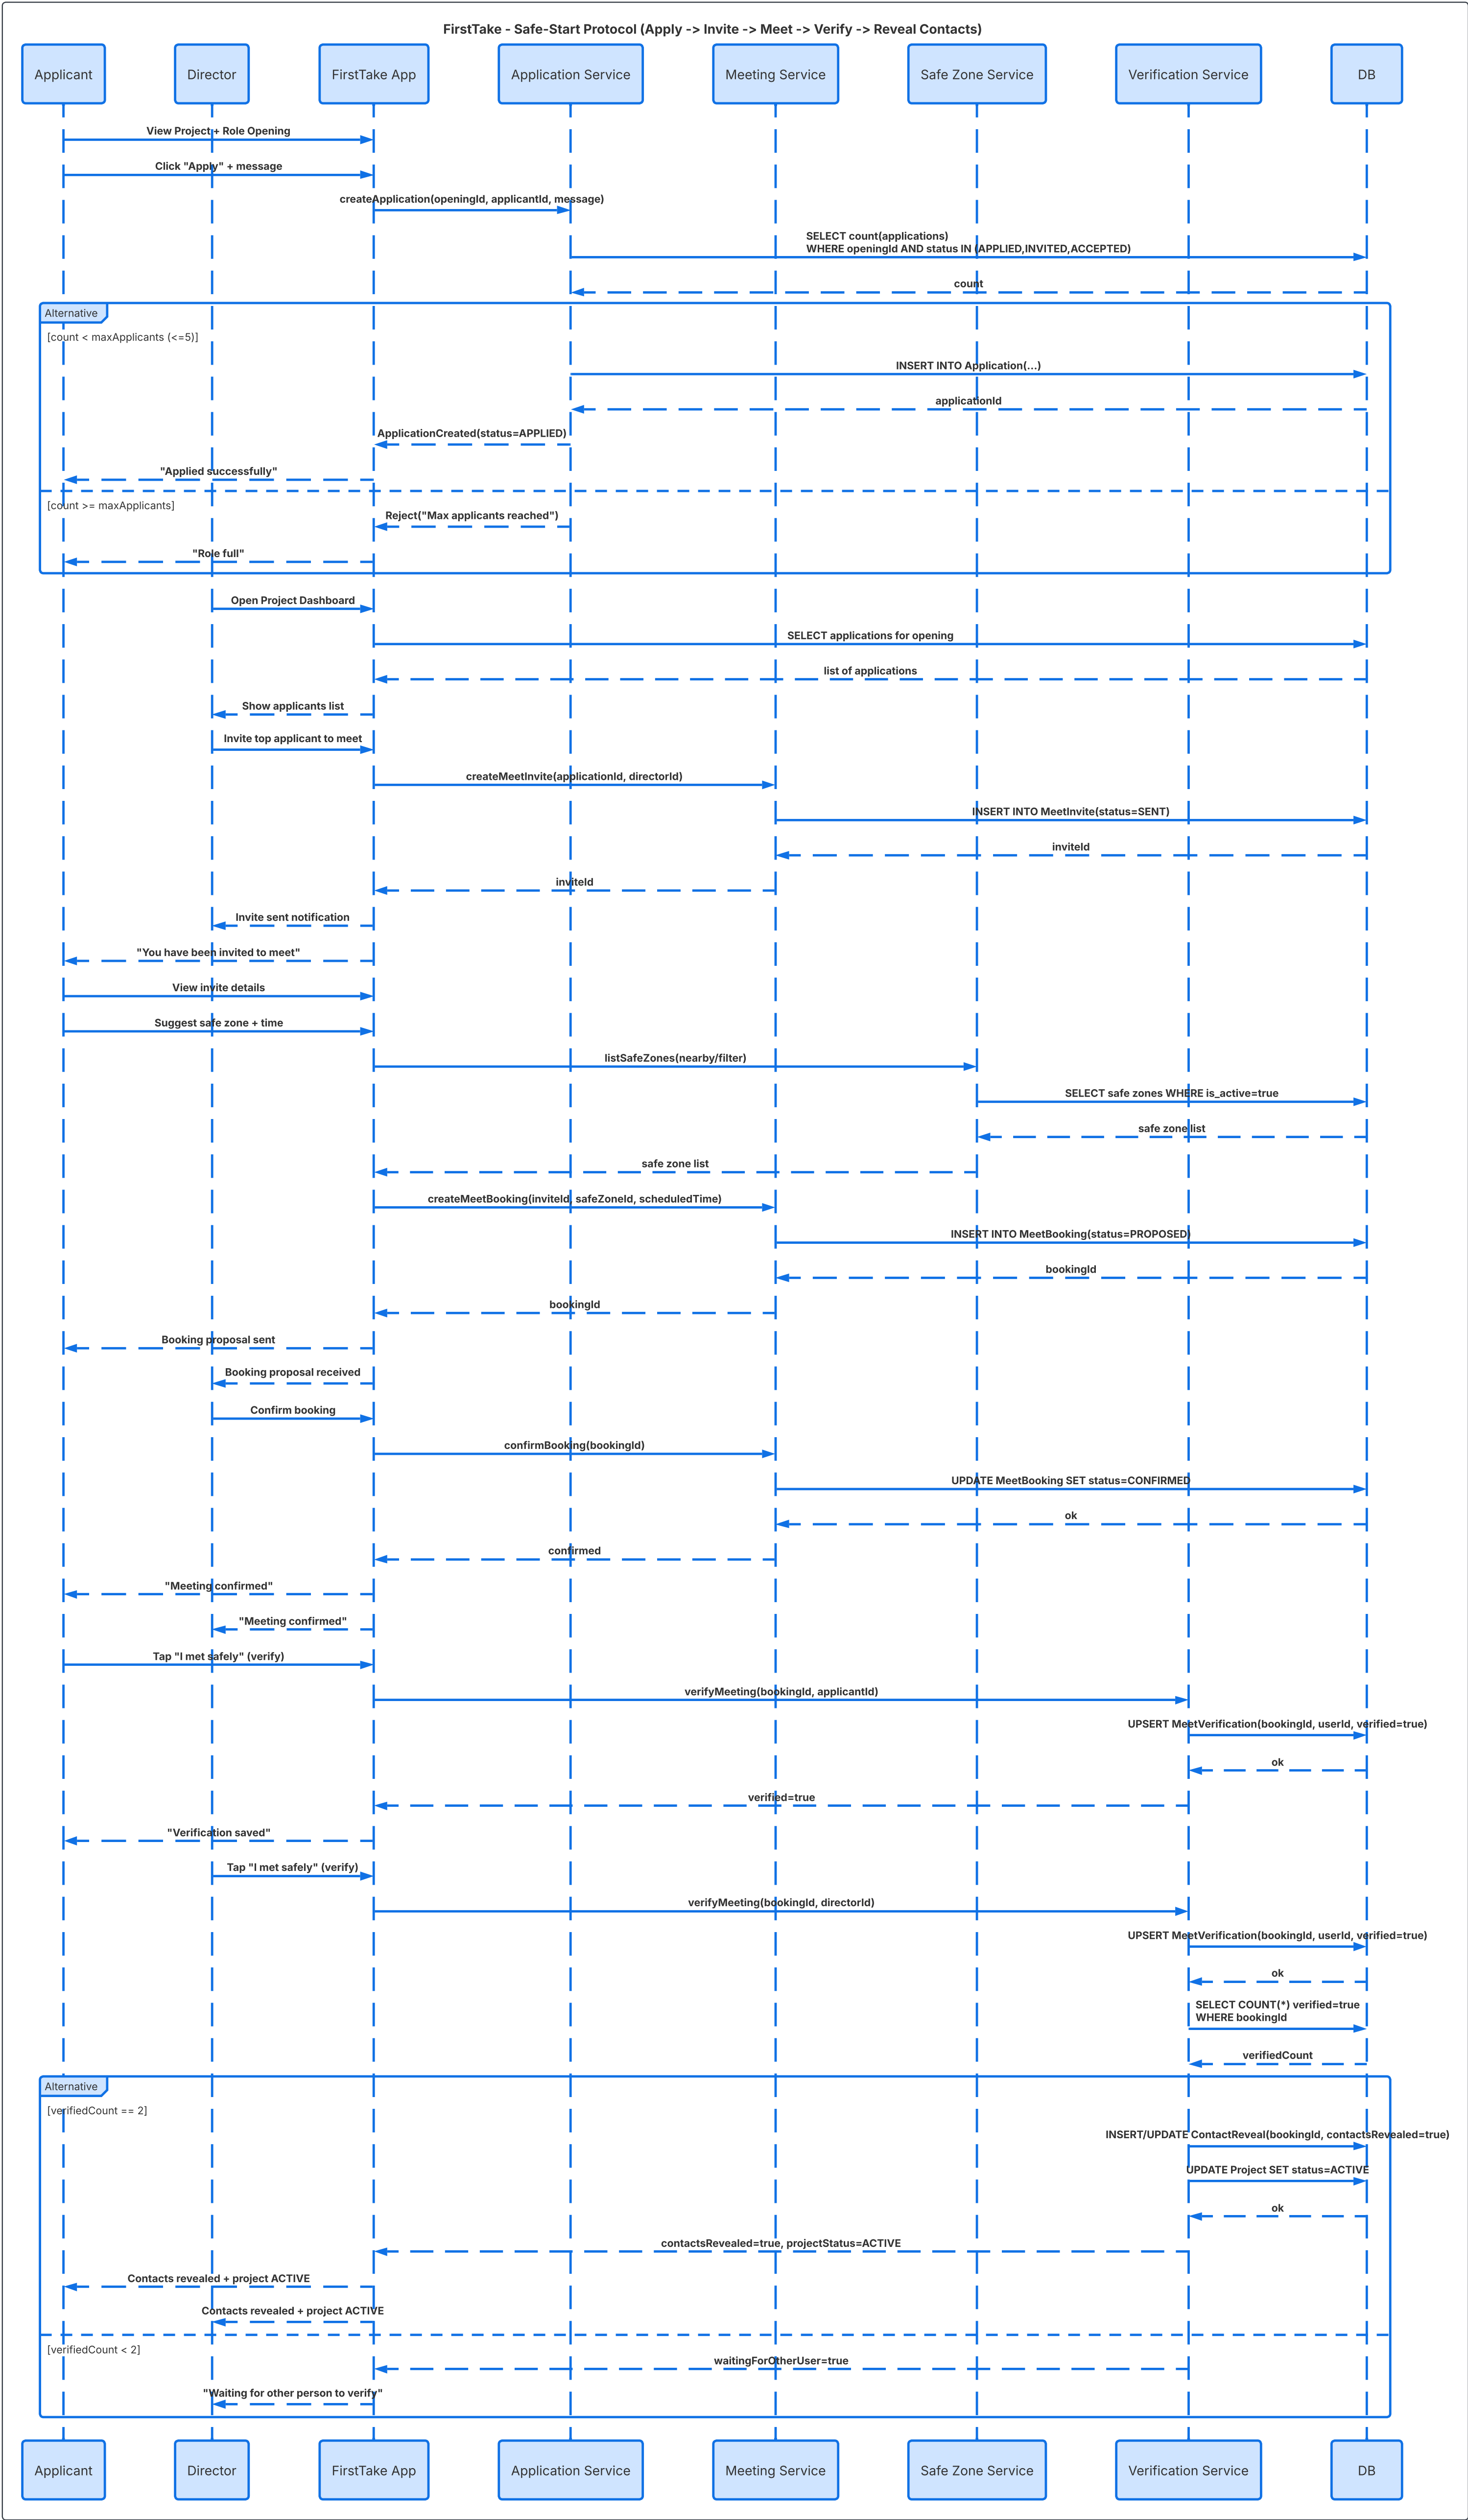 FirstTake - Safe-Start Protocol (Apply -> Invite -> Meet -> Verify -> Reveal Contacts)
Applicant
Director
FirstTake App
Application Service
Meeting Service
Safe Zone Service
Verification Service
DB
View Project + Role Opening
Click "Apply" + message
createApplication(openingId, applicantId, message)
SELECT count(applications)
WHERE openingId AND status IN (APPLIED,INVITED,ACCEPTED)
count
Alternative
[count < maxApplicants (<=5)]
INSERT INTO Application(...)
applicationId
ApplicationCreated(status=APPLIED)
"Applied successfully"
[count >= maxApplicants]
Reject("Max applicants reached")
"Role full"
Open Project Dashboard
SELECT applications for opening
list of applications
Show applicants list
Invite top applicant to meet
createMeetInvite(applicationId, directorId)
INSERT INTO MeetInvite(status=SENT)
inviteId
inviteId
Invite sent notification
"You have been invited to meet"
View invite details
Suggest safe zone + time
listSafeZones(nearby/filter)
SELECT safe zones WHERE is_active=true
safe zone list
safe zone list
createMeetBooking(inviteId, safeZoneId, scheduledTime)
INSERT INTO MeetBooking(status=PROPOSED)
bookingId
bookingId
Booking proposal sent
Booking proposal received
Confirm booking
confirmBooking(bookingId)
UPDATE MeetBooking SET status=CONFIRMED
ok
confirmed
"Meeting confirmed"
"Meeting confirmed"
Tap "I met safely" (verify)
verifyMeeting(bookingId, applicantId)
UPSERT MeetVerification(bookingId, userId, verified=true)
ok
verified=true
"Verification saved"
Tap "I met safely" (verify)
verifyMeeting(bookingId, directorId)
UPSERT MeetVerification(bookingId, userId, verified=true)
ok
SELECT COUNT(*) verified=true
WHERE bookingId
verifiedCount
Alternative
[verifiedCount == 2]
INSERT/UPDATE ContactReveal(bookingId, contactsRevealed=true)
UPDATE Project SET status=ACTIVE
ok
contactsRevealed=true, projectStatus=ACTIVE
Contacts revealed + project ACTIVE
Contacts revealed + project ACTIVE
[verifiedCount < 2]
waitingForOtherUser=true
"Waiting for other person to verify"
Applicant
Director
FirstTake App
Application Service
Meeting Service
Safe Zone Service
Verification Service
DB